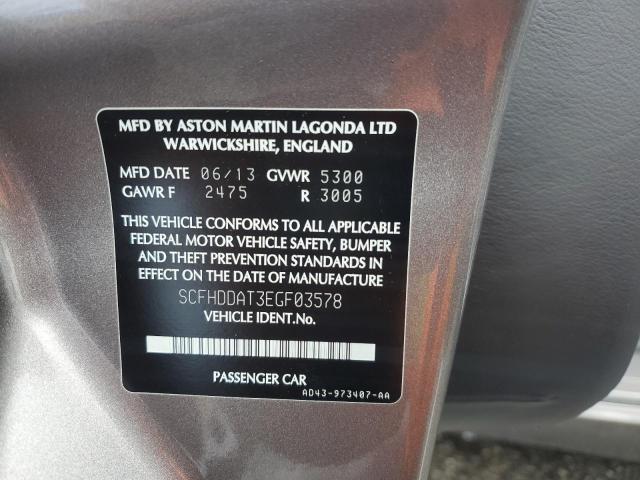 MFD BY ASTON MARTIN LAGONDA LTD
WARWICKSHIRE, ENGLAND
MFD DATE 06/13 GVWR 5300
GAWR F 2475 R 3005
THIS VEHICLE CONFORMS TO ALL APPLICABLE
FEDERAL MOTOR VEHICLE SAFETY, BUMPER
AND THEFT PREVENTION STANDARDS IN
EFFECT ON THE DATE OF MANUFACTURE
SCFHDDAT3EGF03578
VEHICLE IDENT.No.
PASSENGER CAR
AD43-973407-AA